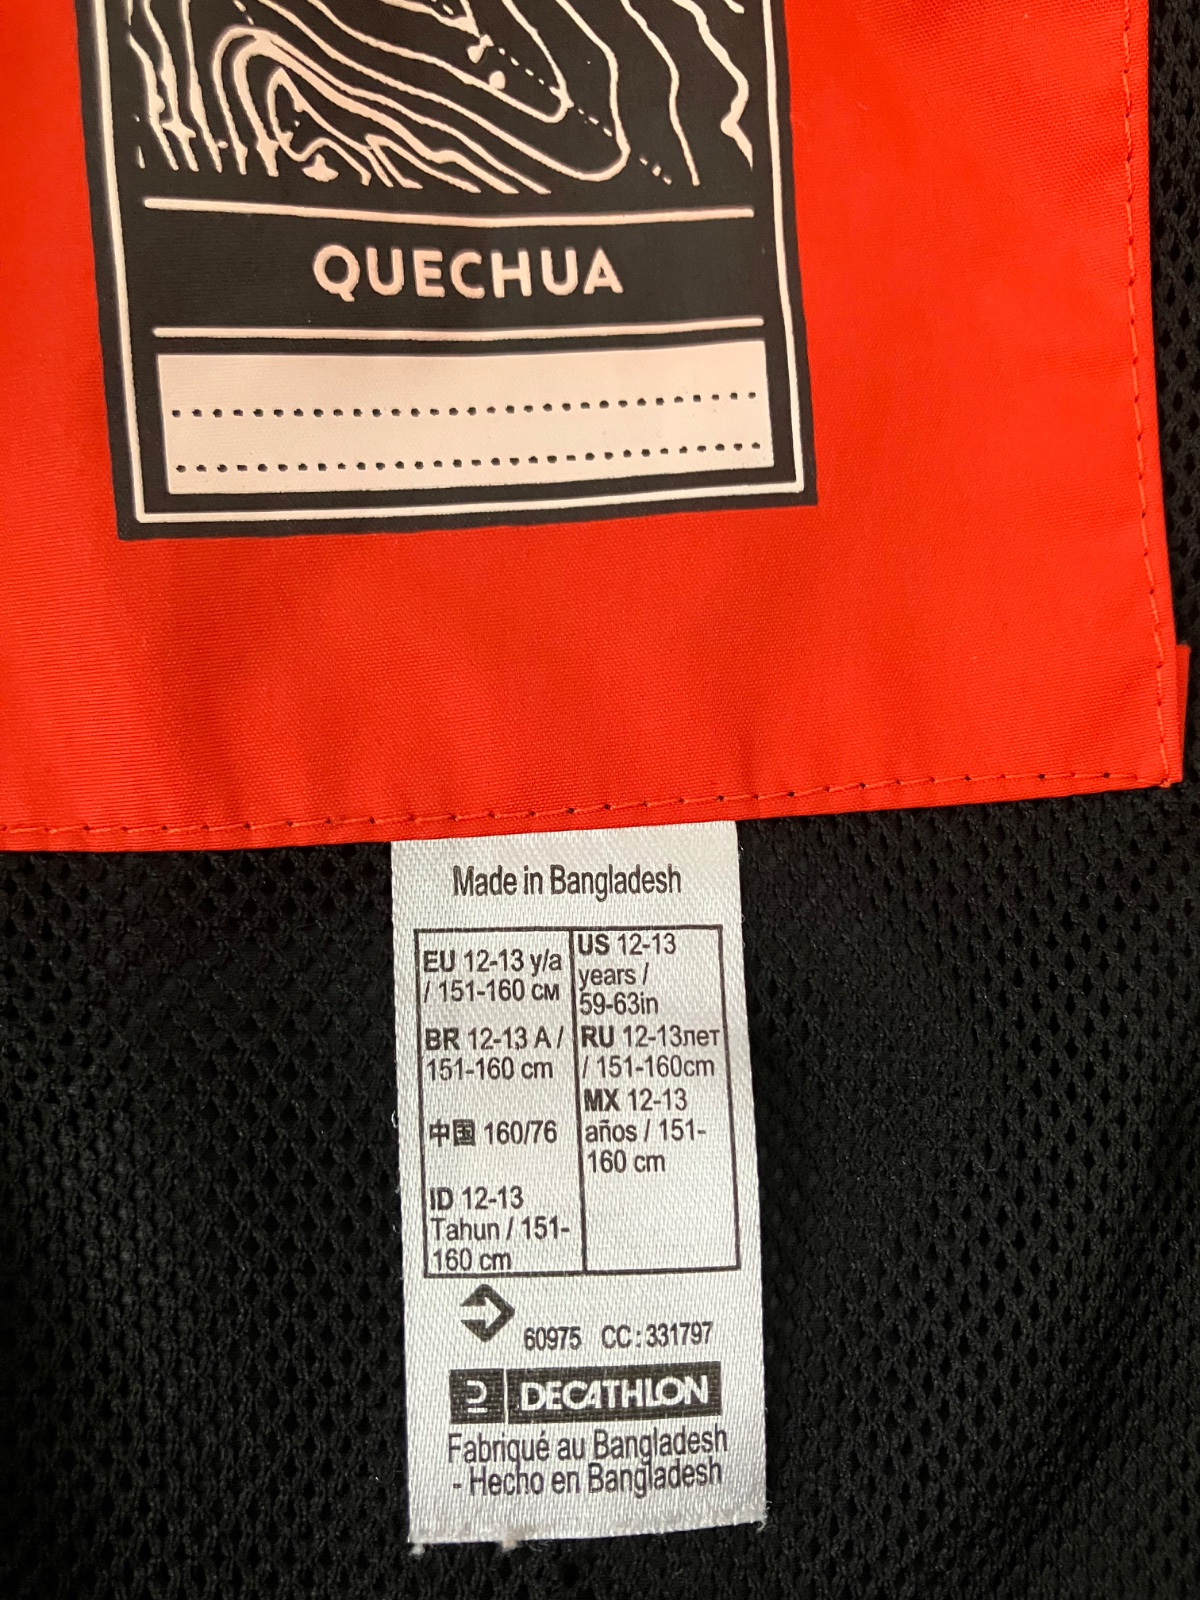 QUECHUA
Made in Bangladesh
EU 12-13 y/a
/ 151-160 см
BR 12-13 A /
151-160 cm
中国 160/76
ID 12-13
Tahun / 151-
160 cm
US 12-13
years /
59-63in
RU 12-13лет
/ 151-160cm
MX 12-13
años / 151-
160 cm
60975 CC:331797
DECATHLON
Fabriqué au Bangladesh
- Hecho en Bangladesh